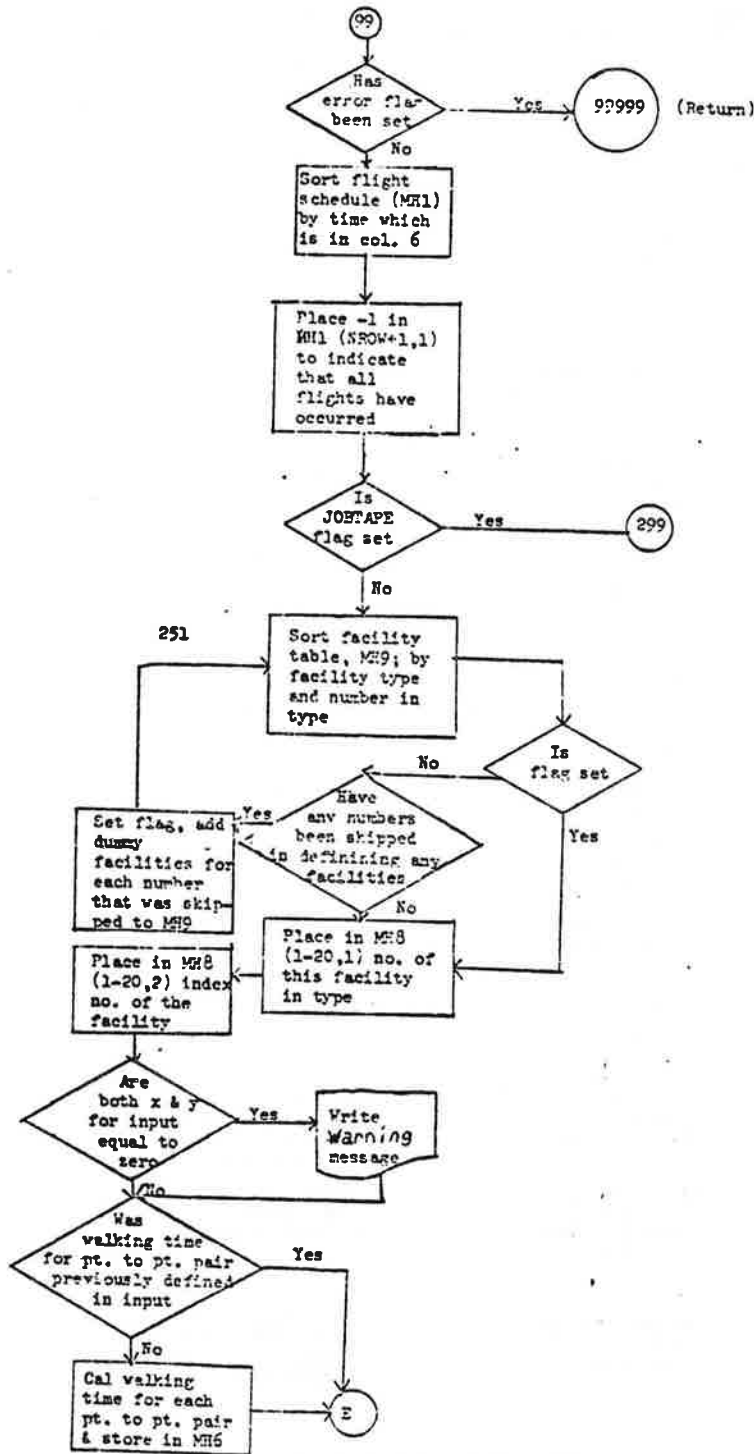 99
Has
error flag
been set
Yes
99999 (Return)
No
Sort flight
schedule (MH1)
by time which
is in col. 6
Place -1 in
MH1 (SROW+1,1)
to indicate
that all
flights have
occurred
Is
JOBTAPE
flag set
Yes
299
No
251
Sort facility
table, MH9; by
facility type
and number in
type
Is
flag set
No
Yes
Have
any numbers
been skipped
in definining any
facilities
Yes
No
Set flag, add
dummy
facilities for
each number
that was skip-
ped to MH9
Place in MH8
(1-20,1) no. of
this facility
in type
Place in MH8
(1-20,2) index
no. of the
facility
Are
both x & y
for input
equal to
zero
Yes
Write
Warning
message
No
Was
walking time
for pt. to pt. pair
previously defined
in input
Yes
No
Cal walking
time for each
pt. to pt. pair
& store in MH6